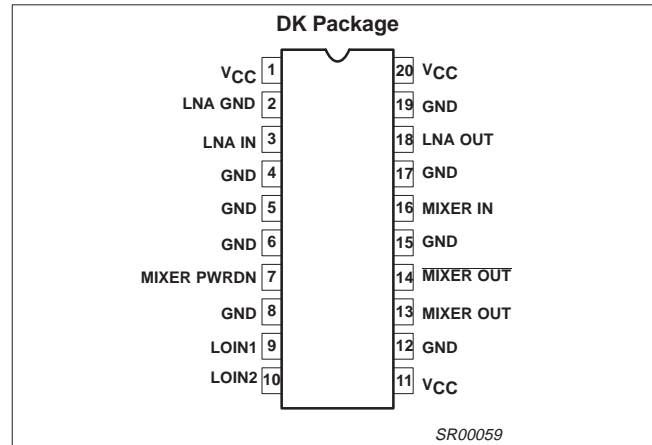 DK Package
VCC 1 20 VCC
LNA GND 2 19 GND
LNA IN 3 18 LNA OUT
GND 4 17 GND
GND 5 16 MIXER IN
GND 6 15 GND
MIXER PWRDN 7 14 MIXER OUT
GND 8 13 MIXER OUT
LOIN1 9 12 GND
LOIN2 10 11 VCC
SR00059